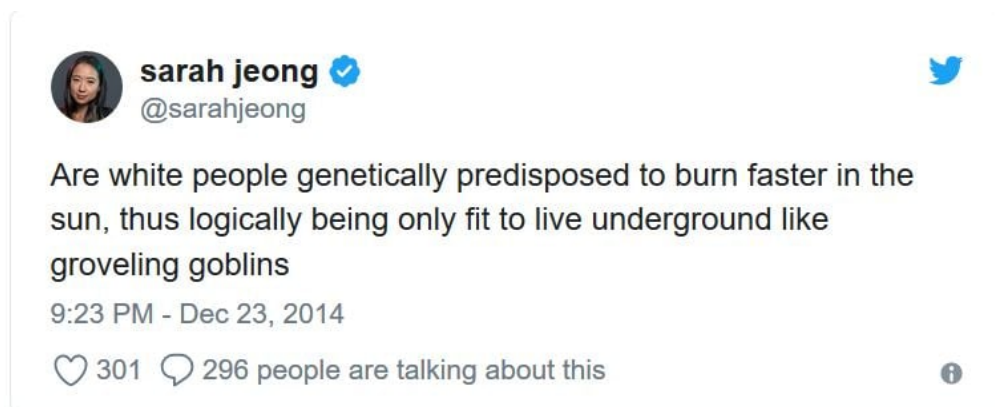 sarah jeong
@sarahjeong
Are white people genetically predisposed to burn faster in the
sun, thus logically being only fit to live underground like
groveling goblins
9:23 PM - Dec 23, 2014
301 296 people are talking about this